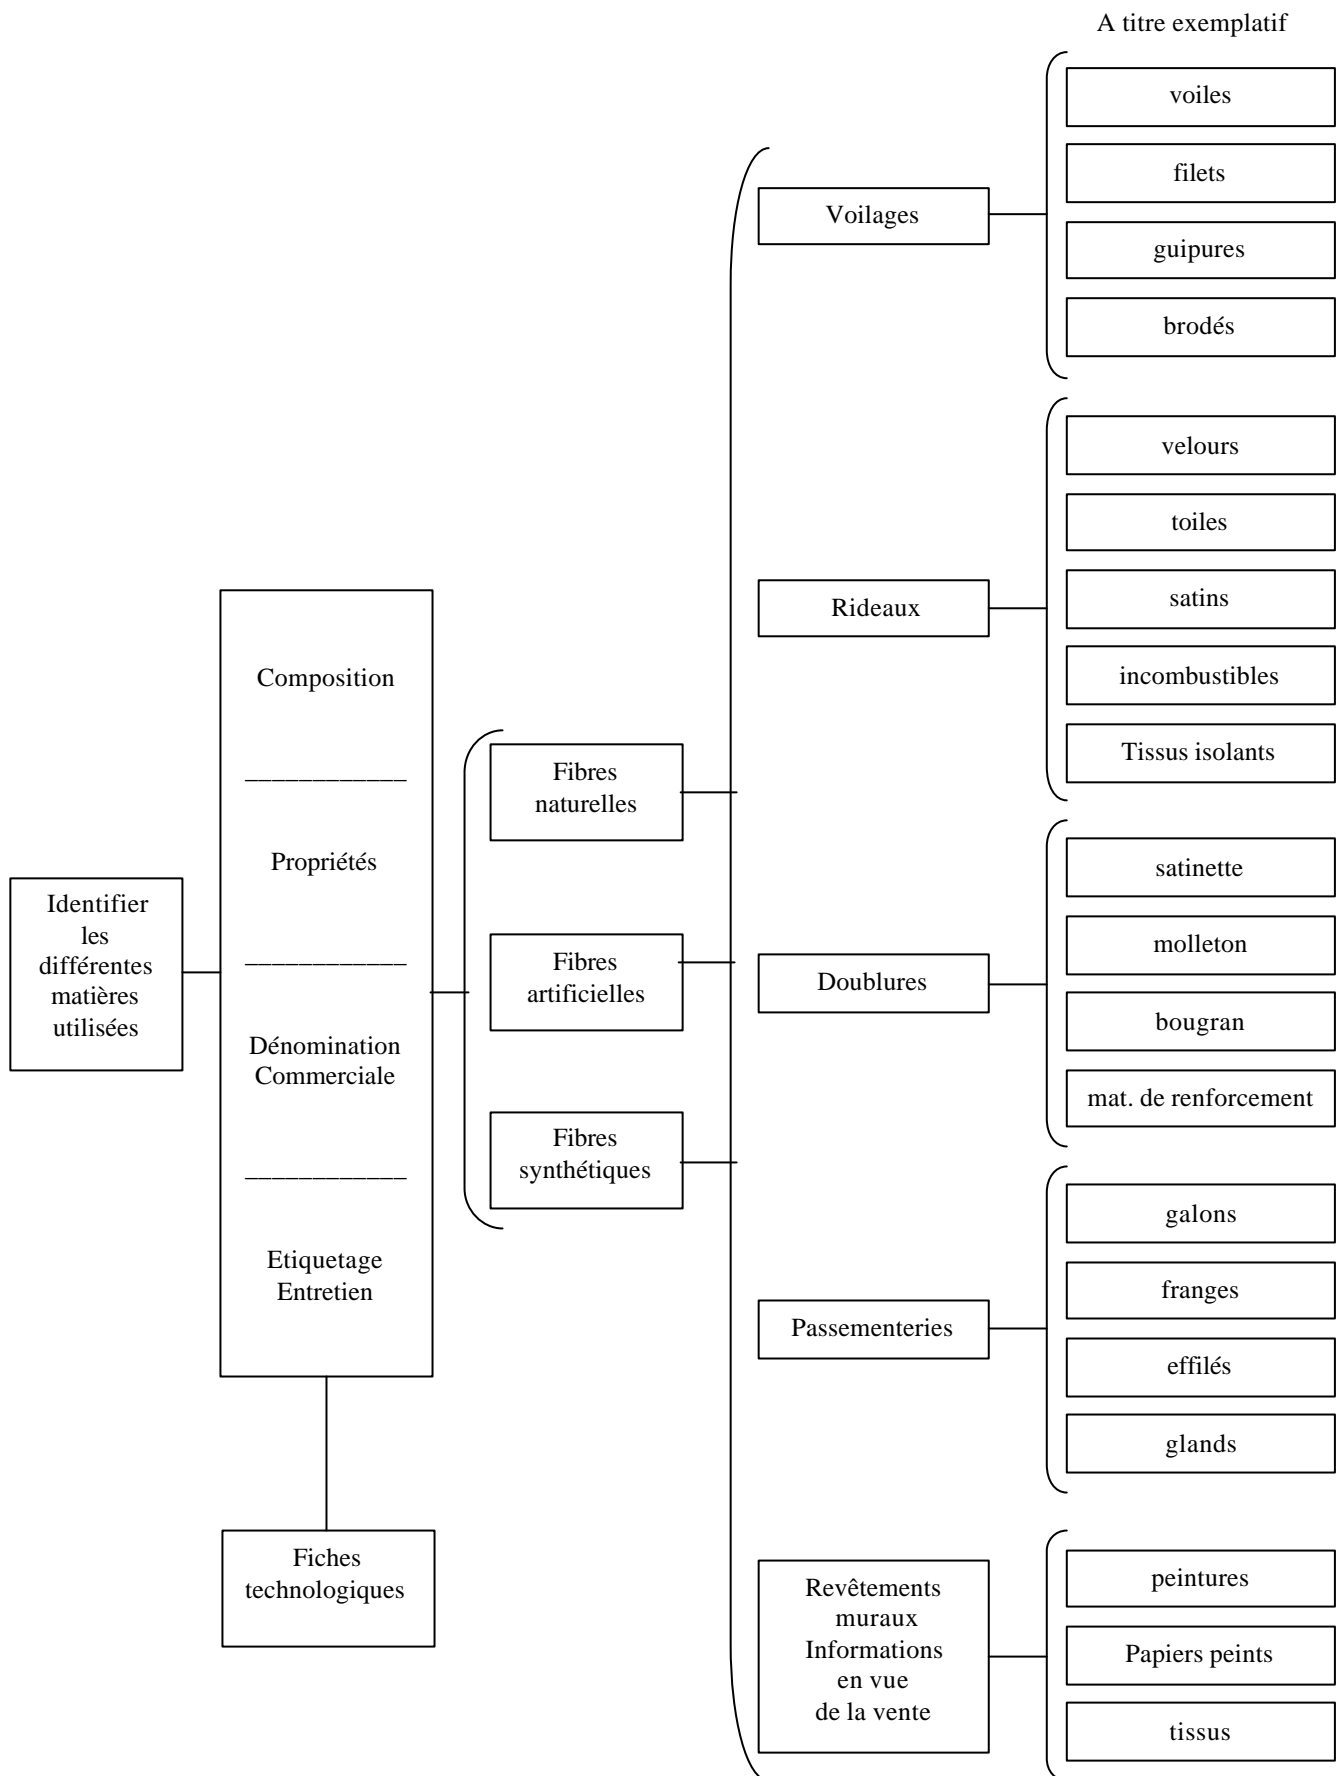 A titre exemplatif
voiles
filets
Voilages
guipures
brodés
velours
toiles
Rideaux
satins
incombustibles
Tissus isolants
Composition
____________
Propriétés
____________
Dénomination
Commerciale
____________
Etiquetage
Entretien
Fibres
naturelles
Identifier
les
différentes
matières
utilisées
Fibres
artificielles
Fibres
synthétiques
satinette
molleton
Doublures
bougran
mat. de renforcement
galons
franges
Passementeries
effilés
glands
Fiches
technologiques
Revêtements
muraux
Informations
en vue
de la vente
peintures
Papiers peints
tissus